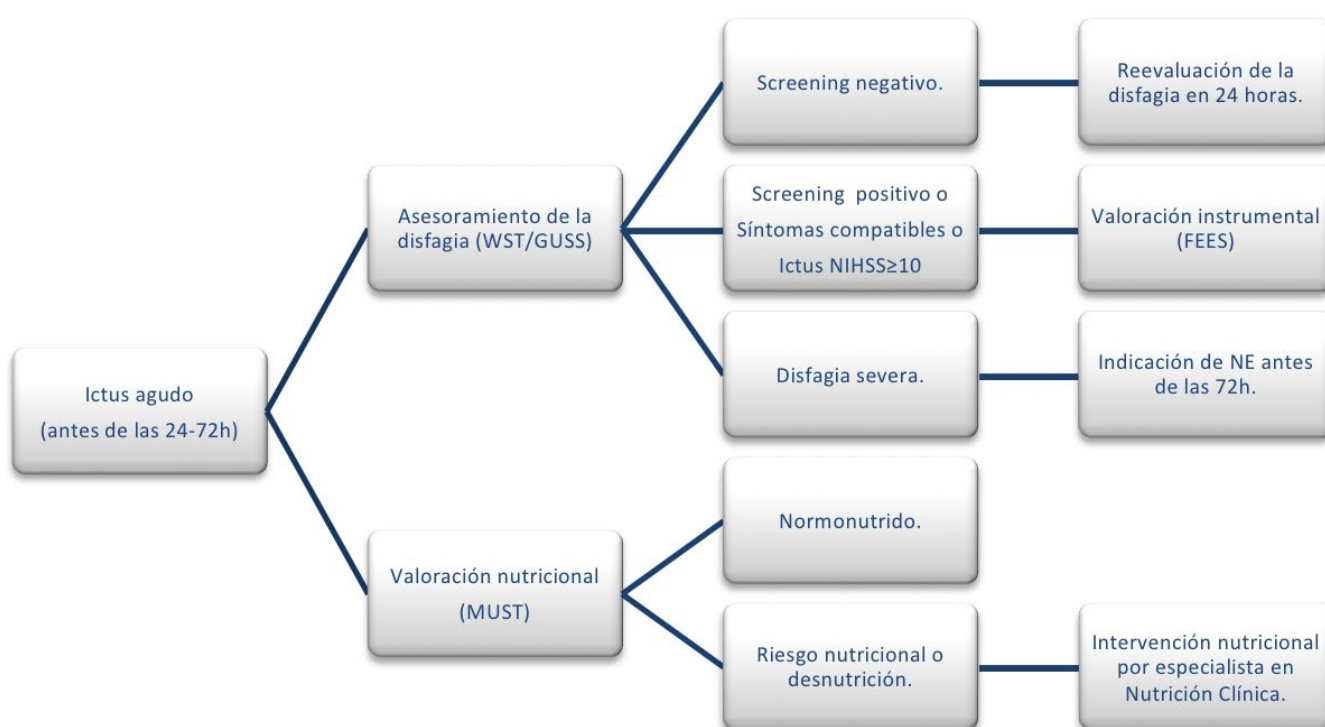 Ictus agudo
(antes de las 24-72h)
Asesoramiento de la
disfagia (WST/GUSS)
Screening negativo.
Reevaluación de la
disfagia en 24 horas.
Screening positivo o
Síntomas compatibles o
Ictus NIHSS≥10
Valoración instrumental
(FEES)
Disfagia severa.
Indicación de NE antes
de las 72h.
Valoración nutricional
(MUST)
Normonutrido.
Riesgo nutricional o
desnutrición.
Intervención nutricional
por especialista en
Nutrición Clínica.